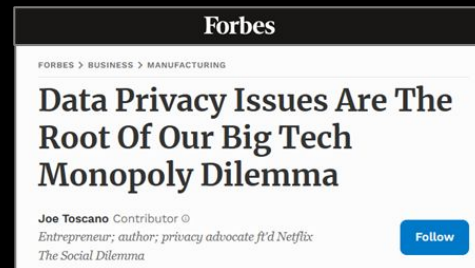 Forbes
FORBES > BUSINESS > MANUFACTURING
Data Privacy Issues Are The
Root Of Our Big Tech
Monopoly Dilemma
Joe Toscano Contributor
Entrepreneur; author; privacy advocate ft'd Netflix
The Social Dilemma
Follow